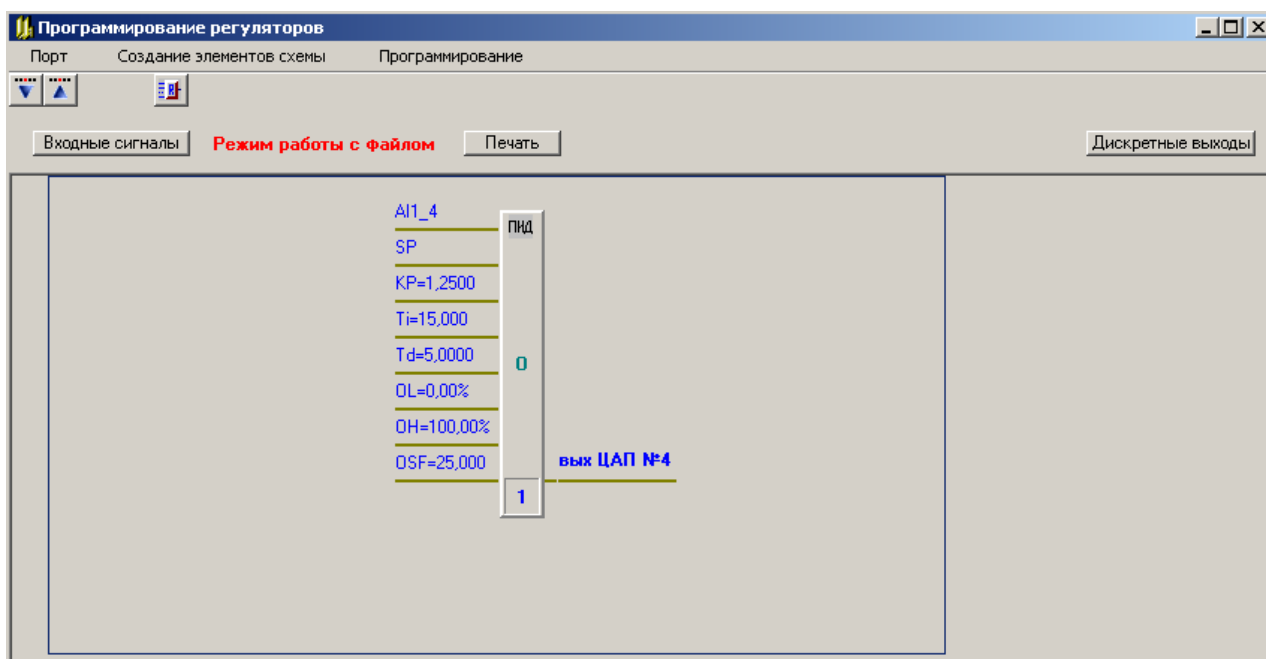 Программирование регуляторов
Порт Создание элементов схемы Программирование
Входные сигналы Режим работы с файлом Печать Дискретные выходы
AI1_4
ПИД
SP
KP=1,2500
Ti=15,000
Td=5,0000
0
OL=0,00%
OH=100,00%
OSF=25,000 вых ЦАП №4
1